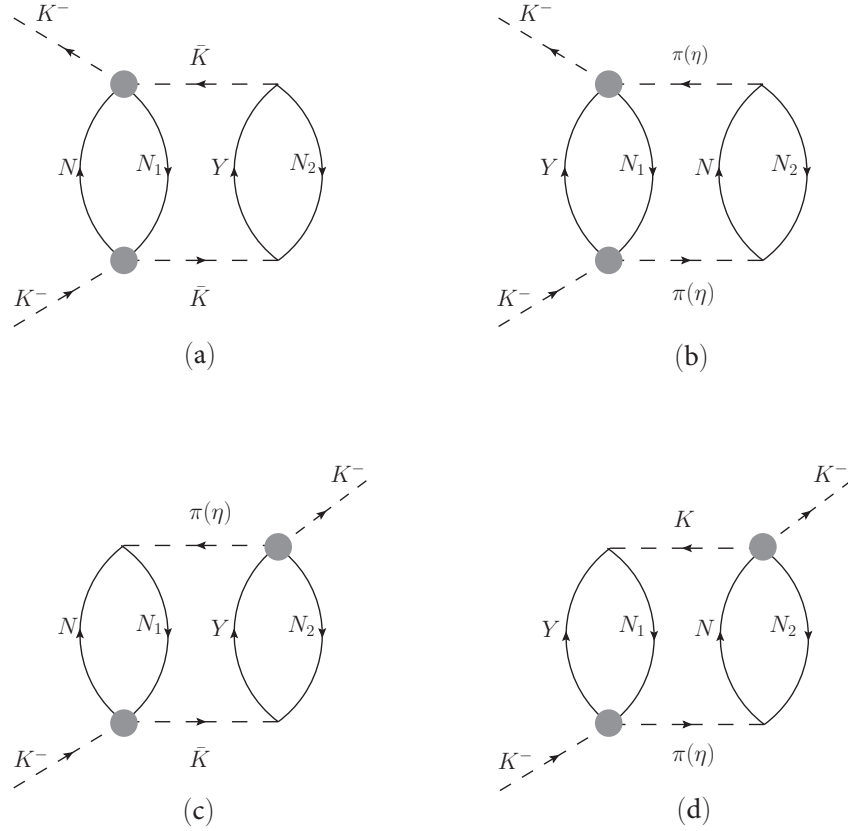 K⁻ K⁻
K̄ π(η)
N N₁ Y N₂ Y N₁ N N₂
K⁻ K̄ K⁻ π(η)
(a) (b)
K⁻ K⁻
π(η) K
N N₁ Y N₂ Y N₁ N N₂
K⁻ K̄ K⁻ π(η)
(c) (d)